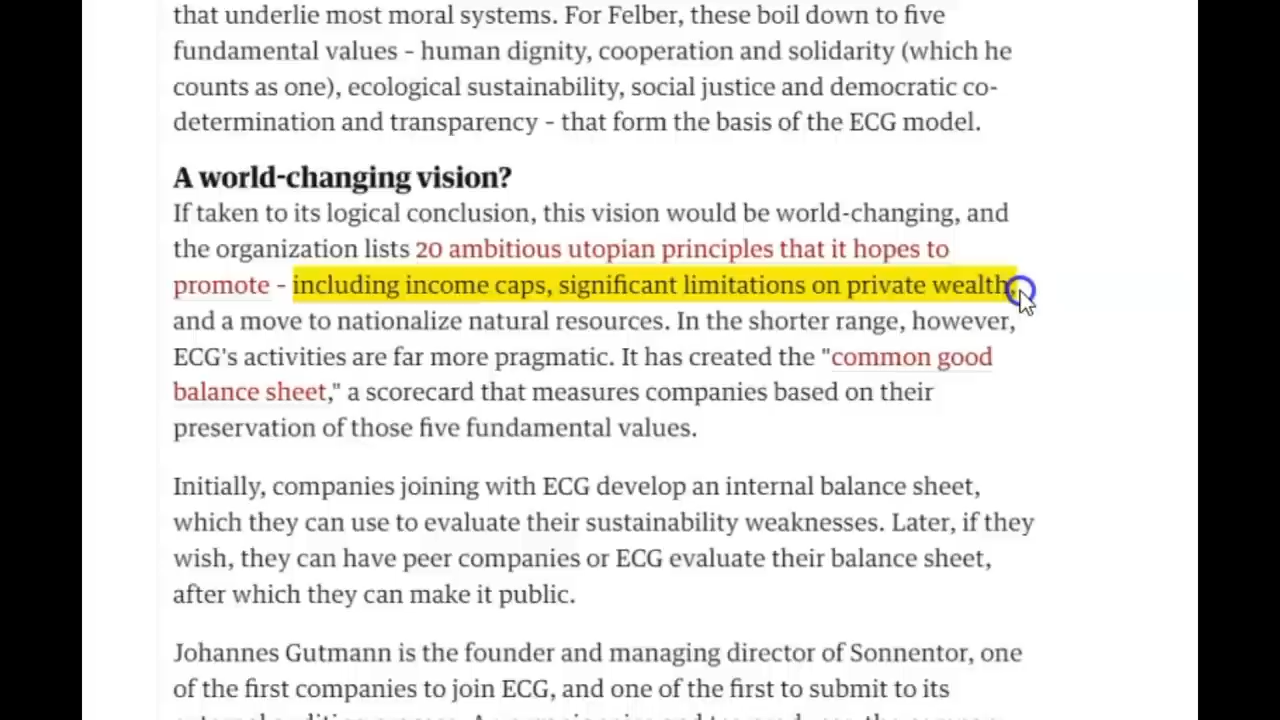 that underlie most moral systems. For Felber, these boil down to five
fundamental values – human dignity, cooperation and solidarity (which he
counts as one), ecological sustainability, social justice and democratic co-
determination and transparency – that form the basis of the ECG model.
A world-changing vision?
If taken to its logical conclusion, this vision would be world-changing, and
the organization lists 20 ambitious utopian principles that it hopes to
promote – including income caps, significant limitations on private wealth,
and a move to nationalize natural resources. In the shorter range, however,
ECG's activities are far more pragmatic. It has created the "common good
balance sheet," a scorecard that measures companies based on their
preservation of those five fundamental values.
Initially, companies joining with ECG develop an internal balance sheet,
which they can use to evaluate their sustainability weaknesses. Later, if they
wish, they can have peer companies or ECG evaluate their balance sheet,
after which they can make it public.
Johannes Gutmann is the founder and managing director of Sonnentor, one
of the first companies to join ECG, and one of the first to submit to its